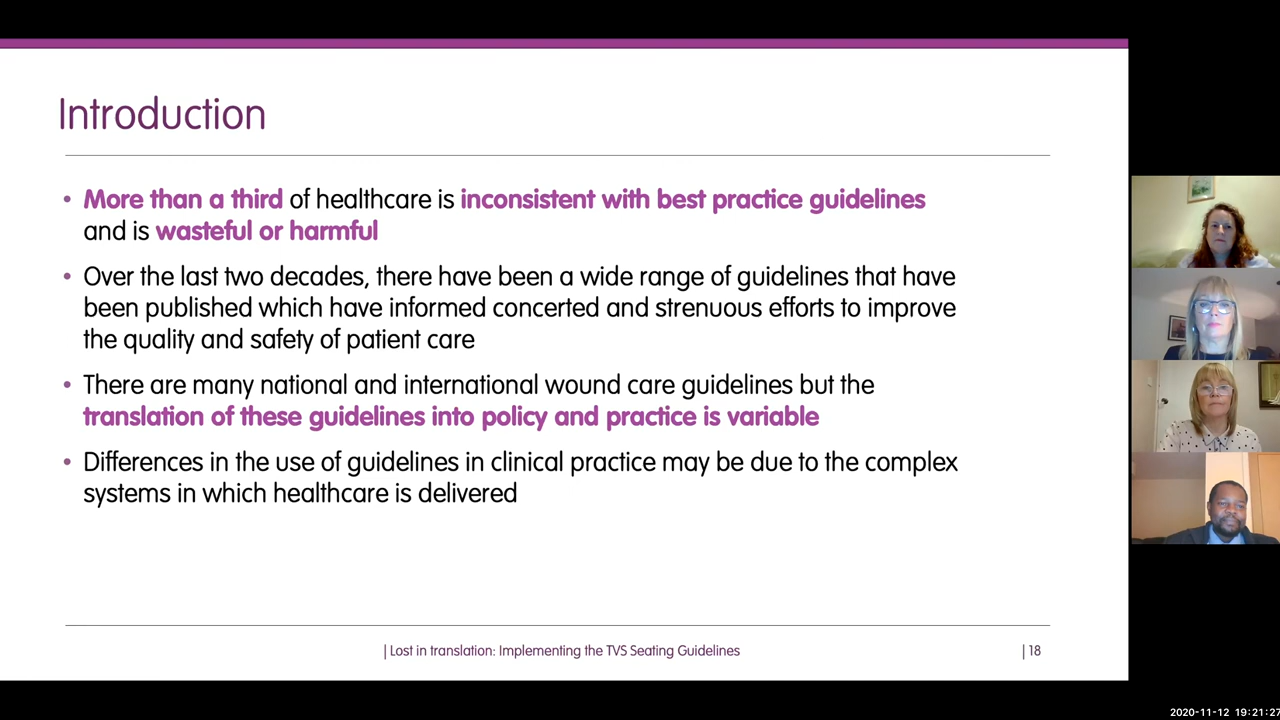 Introduction
• More than a third of healthcare is inconsistent with best practice guidelines
and is wasteful or harmful
• Over the last two decades, there have been a wide range of guidelines that have
been published which have informed concerted and strenuous efforts to improve
the quality and safety of patient care
• There are many national and international wound care guidelines but the
translation of these guidelines into policy and practice is variable
• Differences in the use of guidelines in clinical practice may be due to the complex
systems in which healthcare is delivered
| Lost in translation: Implementing the TVS Seating Guidelines
| 18
2020-11-12 19:21:27